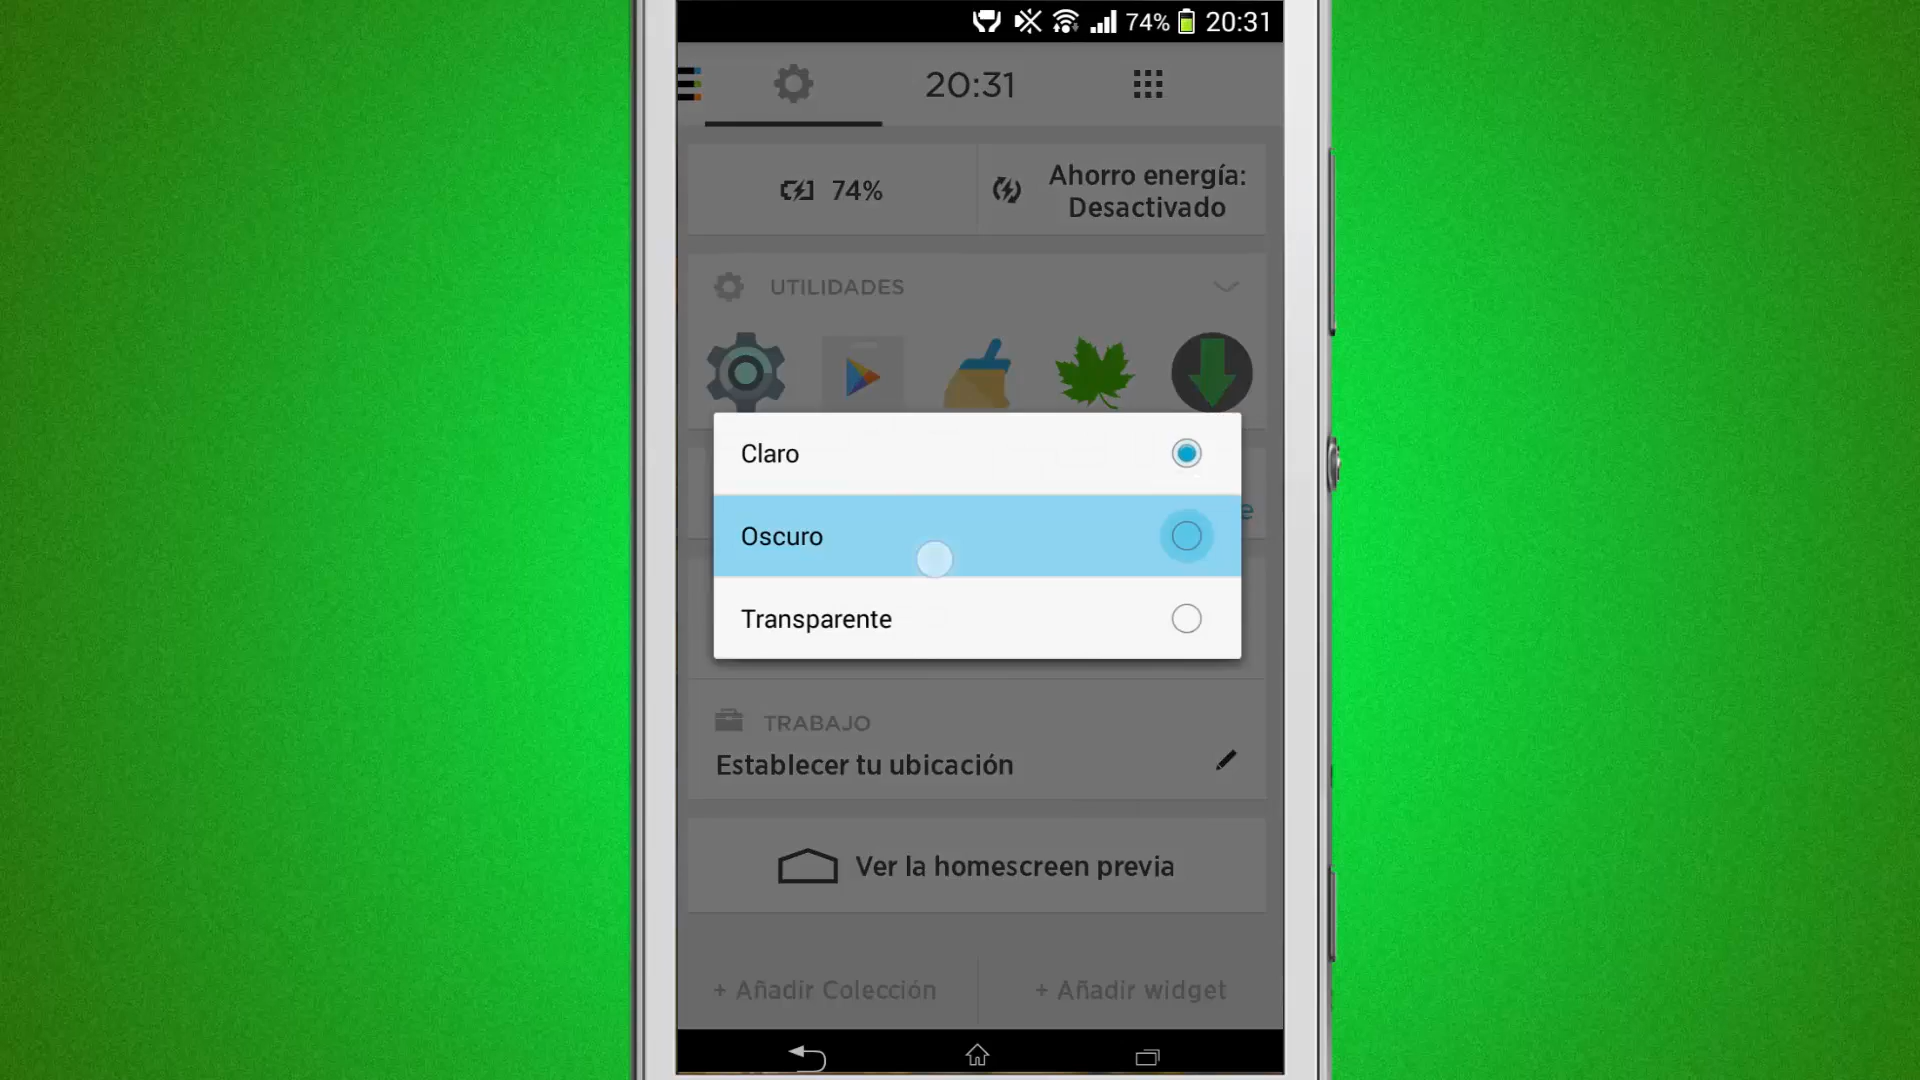 74% 20:31
20:31
74%
Ahorro energía:
Desactivado
UTILIDADES
Claro
e
Oscuro
Transparente
TRABAJO
Establecer tu ubicación
Ver la homescreen previa
+ Añadir Colección
+ Añadir widget